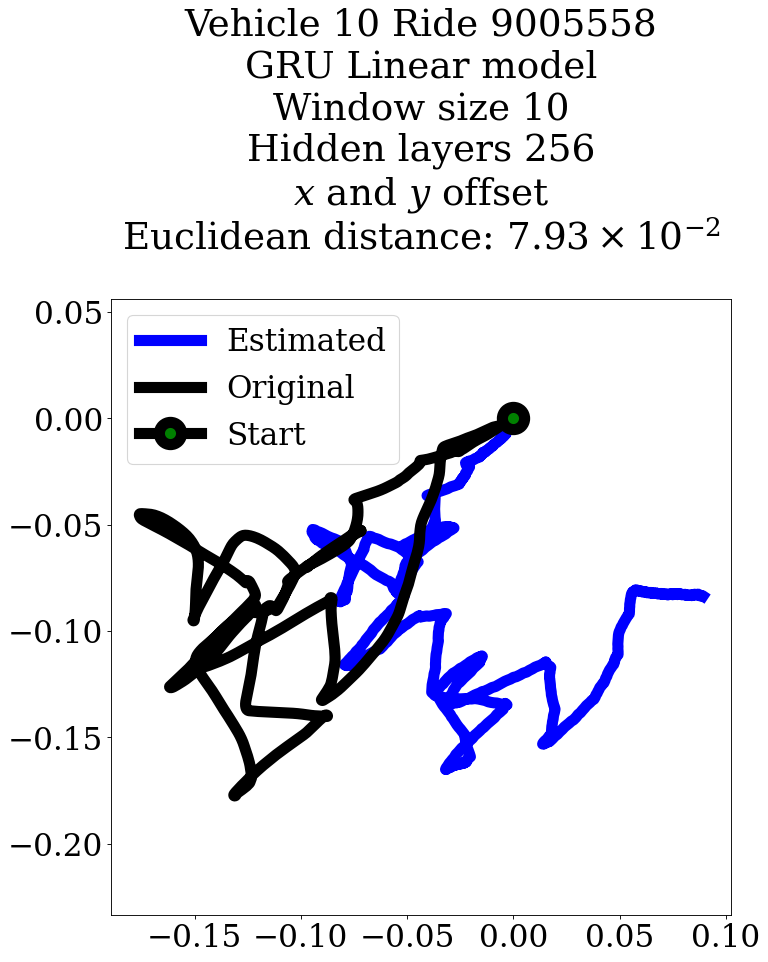 Vehicle 10 Ride 9005558
GRU Linear model
Window size 10
Hidden layers 256
x and y offset
Euclidean distance: 7.93 × 10⁻²
0.05
0.00
−0.05
−0.10
−0.15
−0.20
Estimated
Original
Start
−0.15 −0.10 −0.05 0.00 0.05 0.10